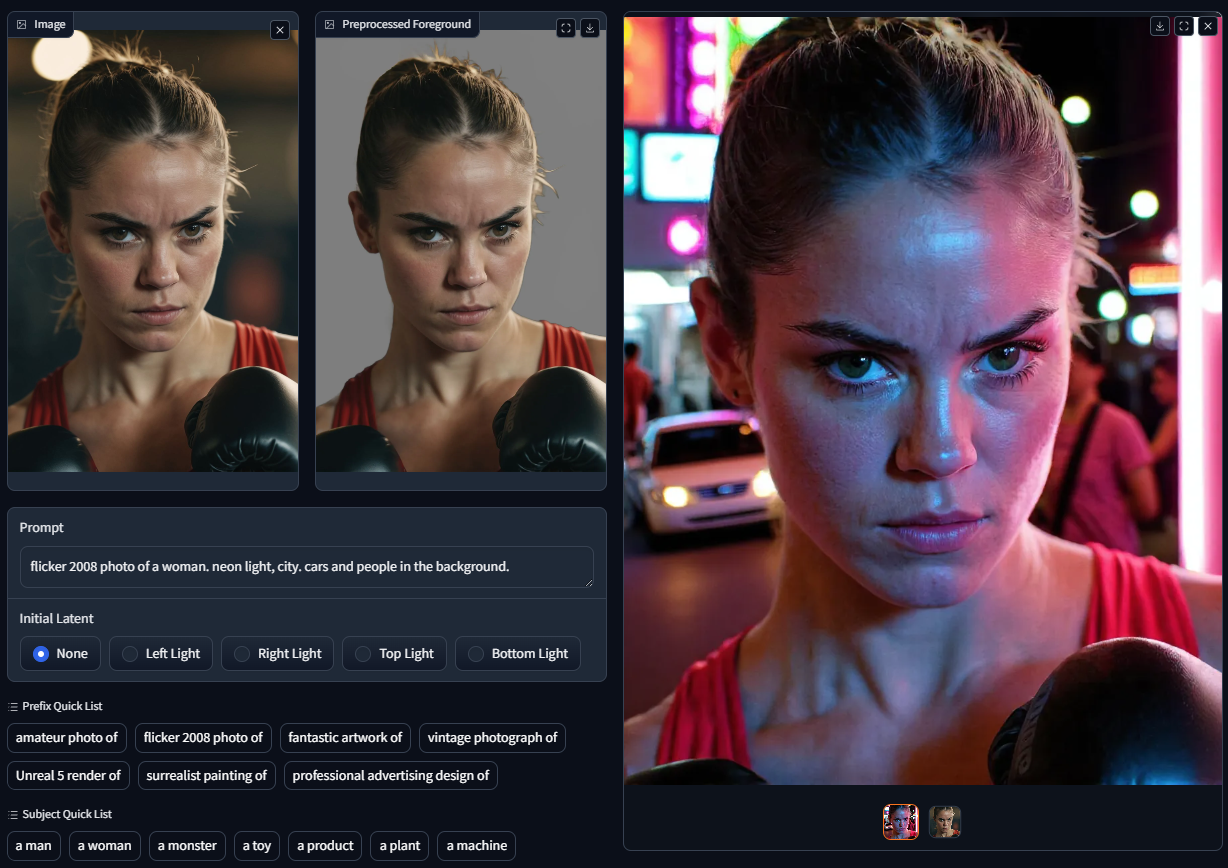 Image
Preprocessed Foreground
Prompt
flicker 2008 photo of a woman. neon light, city. cars and people in the background.
Initial Latent
None Left Light Right Light Top Light Bottom Light
Prefix Quick List
amateur photo of flicker 2008 photo of fantastic artwork of vintage photograph of
Unreal 5 render of surrealist painting of professional advertising design of
Subject Quick List
a man a woman a monster a toy a product a plant a machine